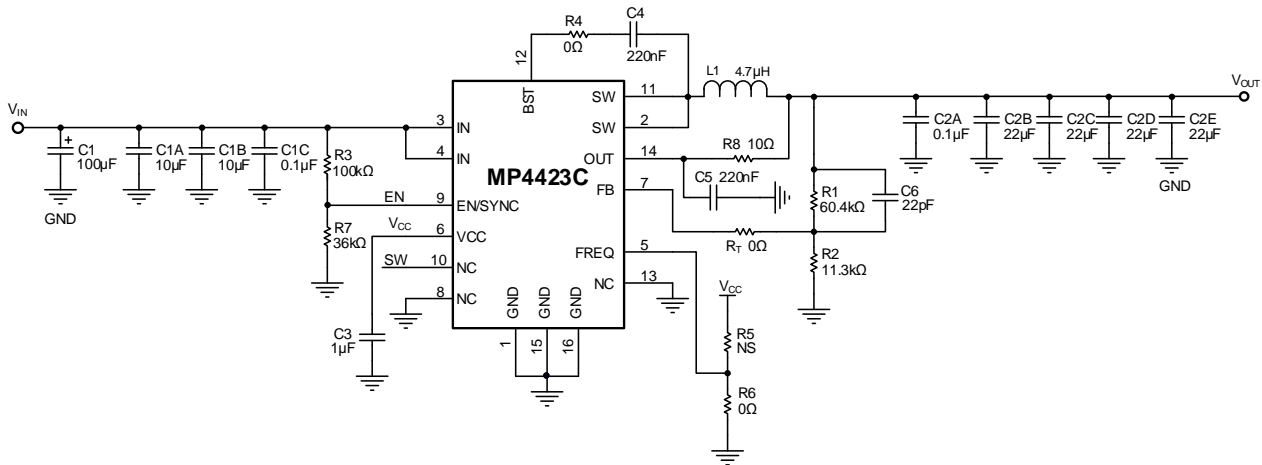 R4
0Ω
C4
220nF
12
BST
VIN
C1
100µF
GND
C1A
10µF
C1B
10µF
C1C
0.1µF
R3
100kΩ
R7
36kΩ
EN
VCC
SW
C3
1µF
3
IN
4
IN
9
EN/SYNC
6
VCC
10
NC
8
NC
MP4423C
SW
11
SW
2
OUT
14
FB
7
FREQ
5
NC
13
GND
GND
GND
1
15
16
L1
4.7µH
R8 10Ω
C5 220nF
RT 0Ω
R1
60.4kΩ
C6
22pF
R2
11.3kΩ
VCC
R5
NS
R6
0Ω
C2A
0.1µF
C2B
22µF
C2C
22µF
C2D
22µF
C2E
22µF
GND
VOUT